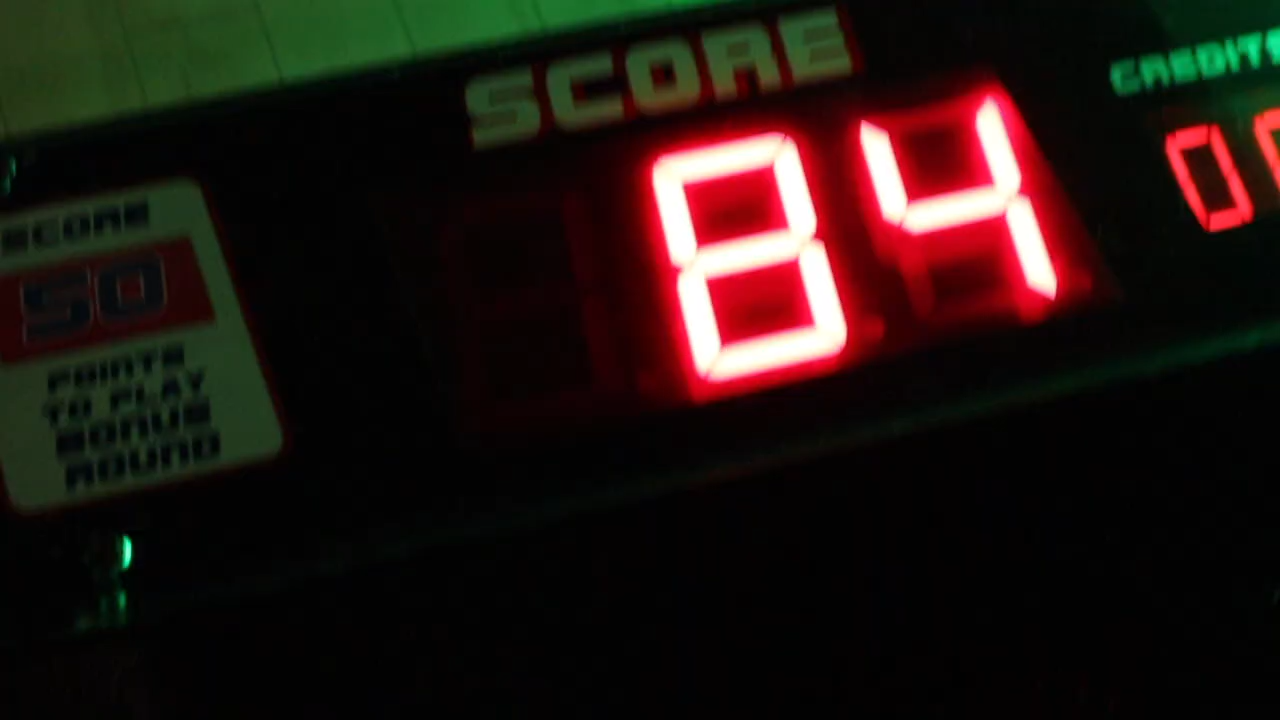 SCORE
84
CREDITS
0
SCORE
50
POINTS
TO PLAY
BONUS
ROUND